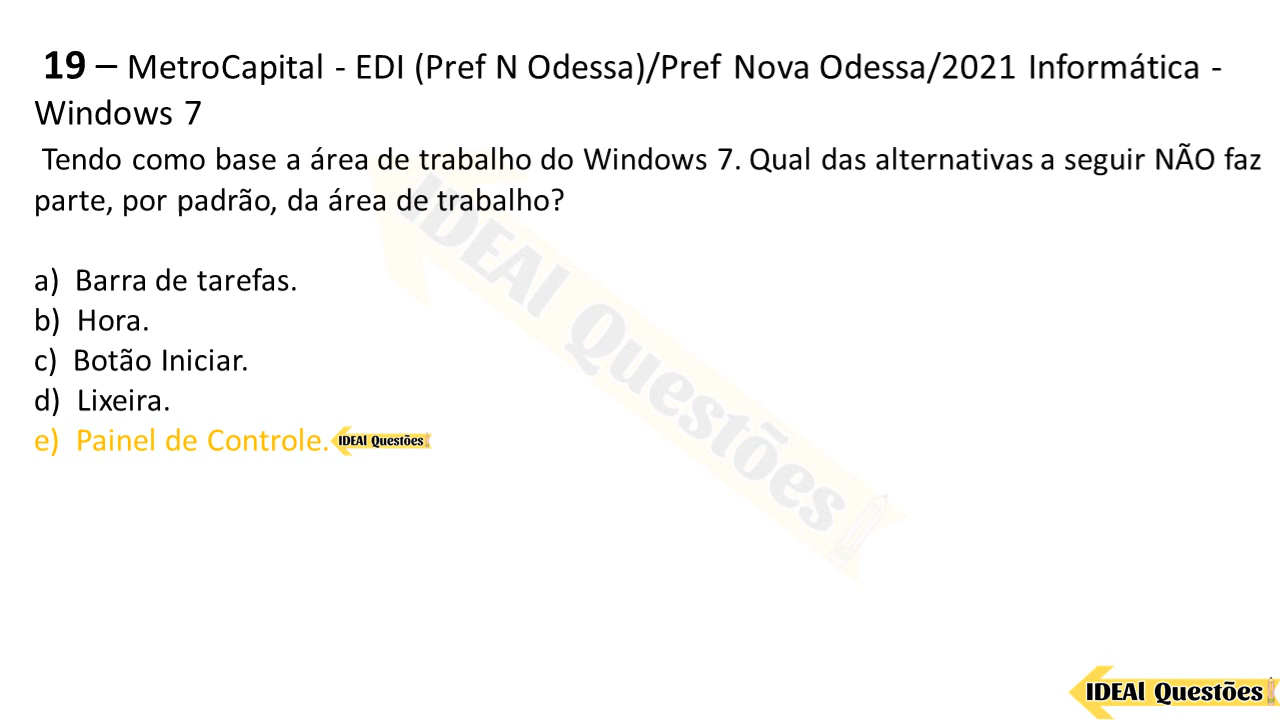 19 – MetroCapital - EDI (Pref N Odessa)/Pref Nova Odessa/2021 Informática -
Windows 7
Tendo como base a área de trabalho do Windows 7. Qual das alternativas a seguir NÃO faz
parte, por padrão, da área de trabalho?
a) Barra de tarefas.
b) Hora.
c) Botão Iniciar.
d) Lixeira.
e) Painel de Controle. IDEAl Questões
IDEAl Questões
IDEAl Questões